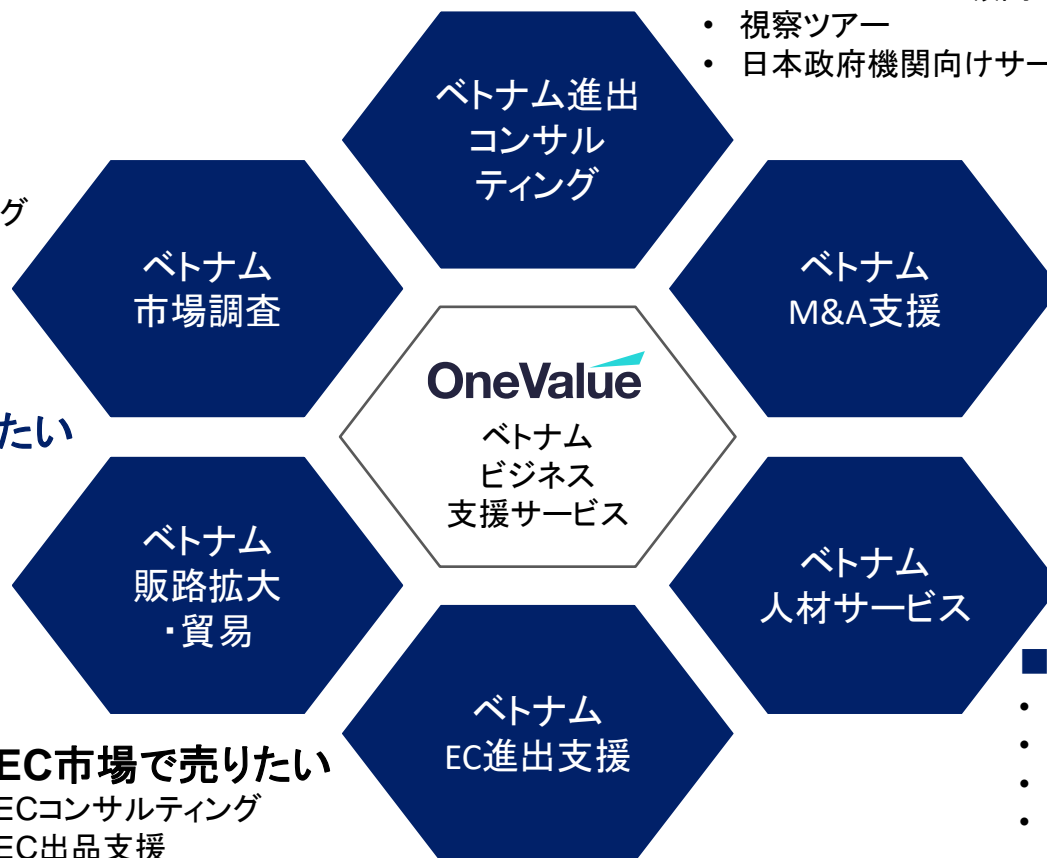 ・ 視察ツアー
・ 日本政府機関向けサー
ベトナム進出
コンサル
ティング
グ
ベトナム
市場調査
ベトナム
M&A支援
OneValue
ベトナム
ビジネス
支援サービス
たい
ベトナム
販路拡大
・貿易
ベトナム
人材サービス
ベトナム
EC進出支援
EC市場で売りたい
ECコンサルティング
EC出品支援